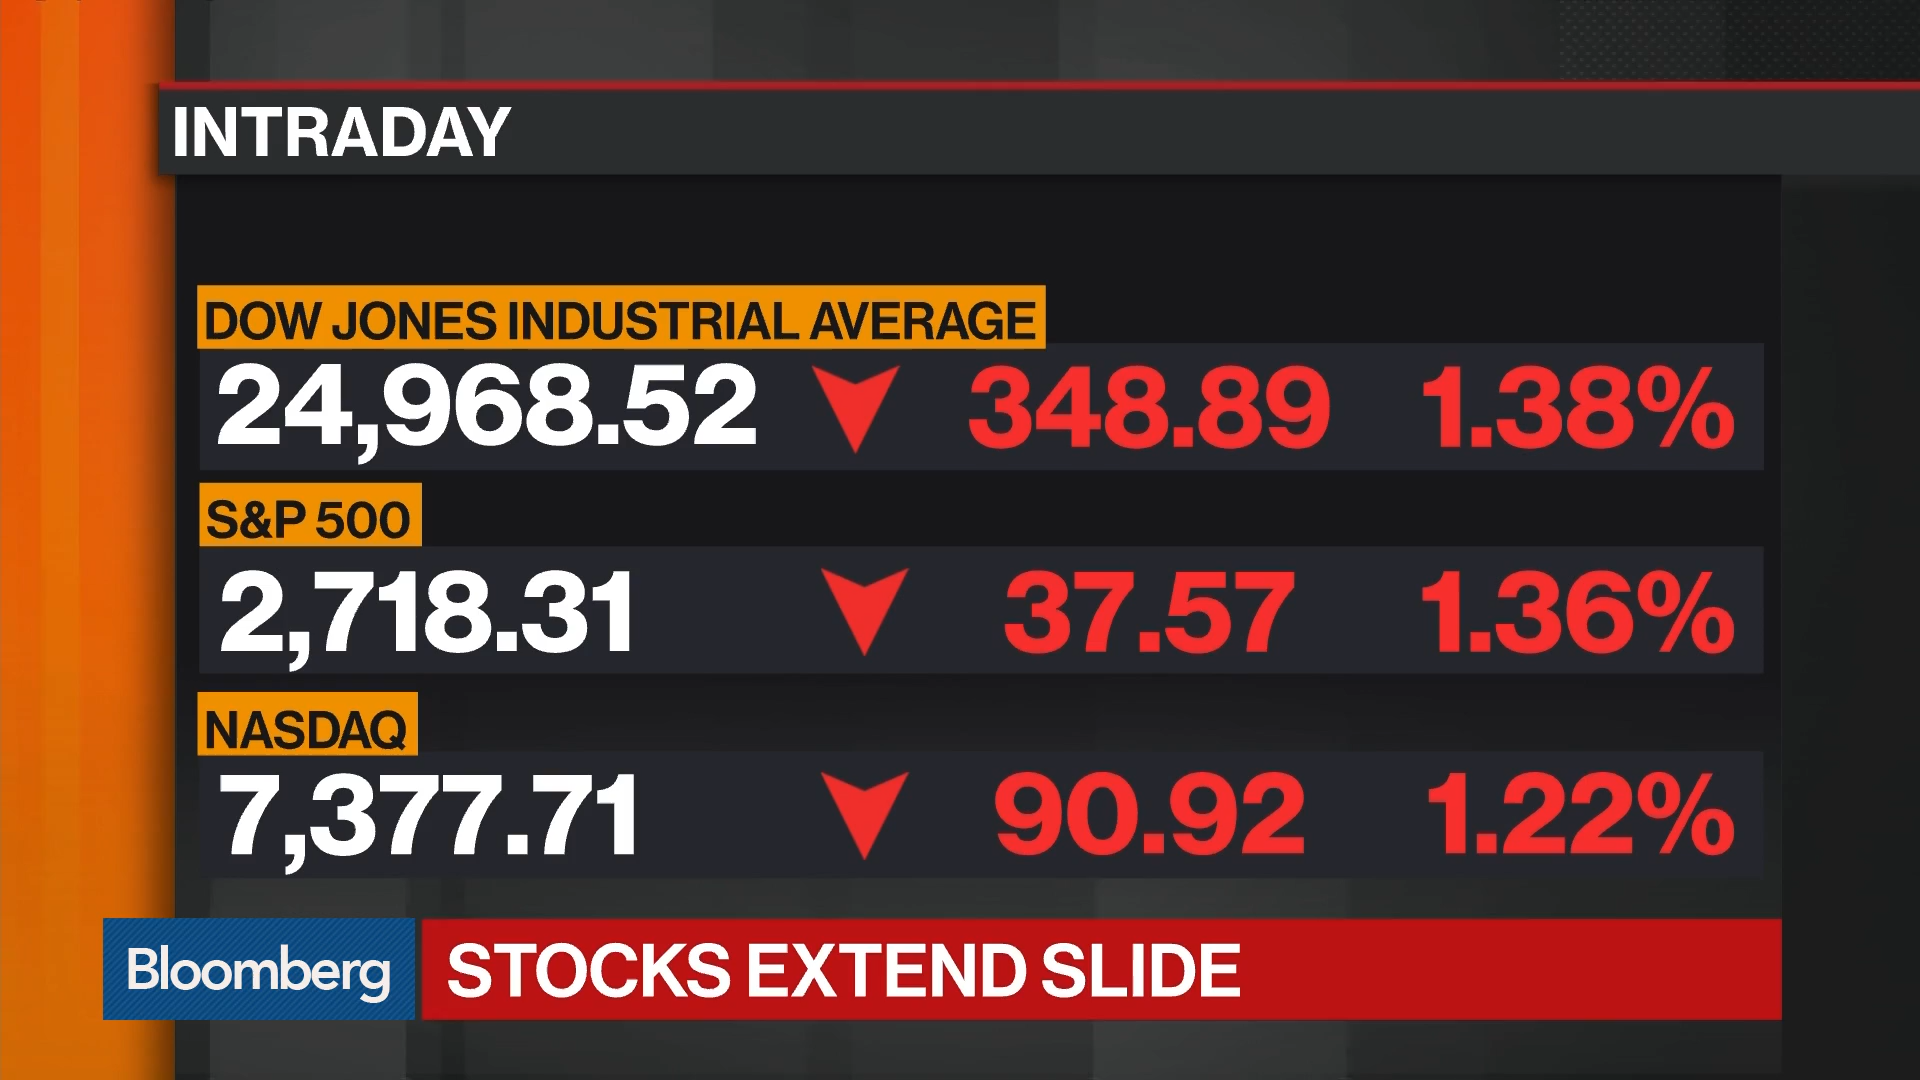 INTRADAY
DOW JONES INDUSTRIAL AVERAGE
24,968.52 348.89 1.38%
S&P 500
2,718.31 37.57 1.36%
NASDAQ
7,377.71 90.92 1.22%
Bloomberg STOCKS EXTEND SLIDE